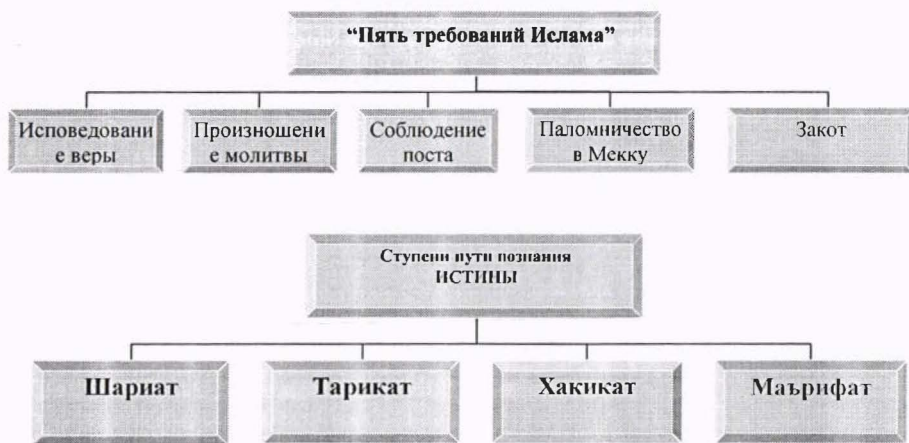 “Пять требований Ислама”
Исповедовани
е веры
Произношени
е молитвы
Соблюдение
поста
Паломничество
в Мекку
Закот
Ступени пути познания
ИСТИНЫ
Шариат
Тарикат
Хакикат
Маърифат